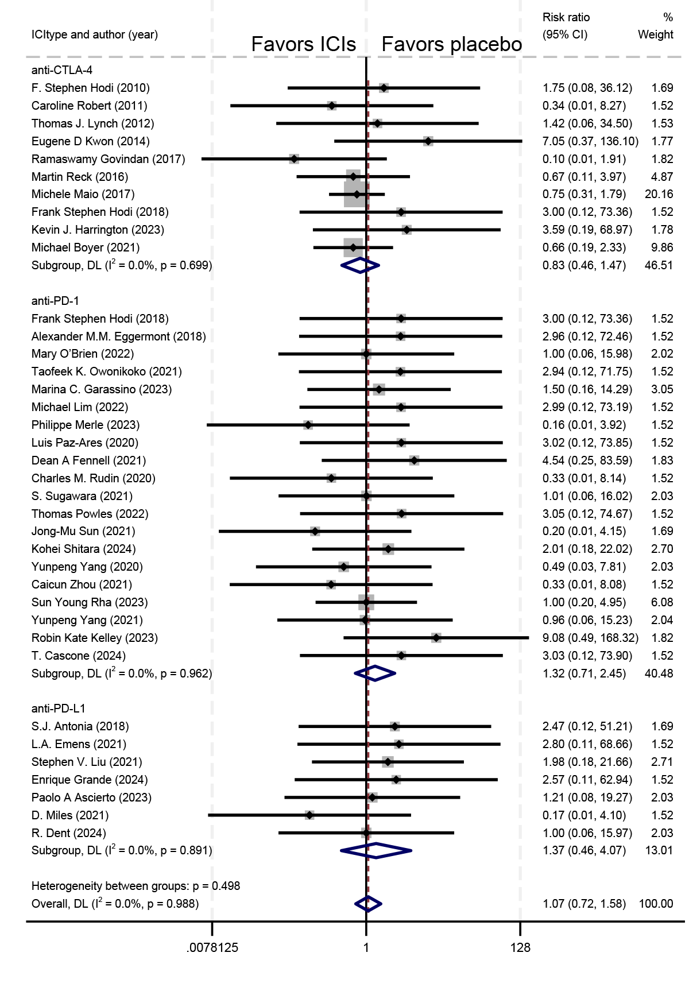 Risk ratio %
ICItype and author (year) (95% CI) Weight
Favors ICIs Favors placebo
anti-CTLA-4
F. Stephen Hodi (2010) 1.75 (0.08, 36.12) 1.69
Caroline Robert (2011) 0.34 (0.01, 8.27) 1.52
Thomas J. Lynch (2012) 1.42 (0.06, 34.50) 1.53
Eugene D Kwon (2014) 7.05 (0.37, 136.10) 1.77
Ramaswamy Govindan (2017) 0.10 (0.01, 1.91) 1.82
Martin Reck (2016) 0.67 (0.11, 3.97) 4.87
Michele Maio (2017) 0.75 (0.31, 1.79) 20.16
Frank Stephen Hodi (2018) 3.00 (0.12, 73.36) 1.52
Kevin J. Harrington (2023) 3.59 (0.19, 68.97) 1.78
Michael Boyer (2021) 0.66 (0.19, 2.33) 9.86
Subgroup, DL (I² = 0.0%, p = 0.699) 0.83 (0.46, 1.47) 46.51
anti-PD-1
Frank Stephen Hodi (2018) 3.00 (0.12, 73.36) 1.52
Alexander M.M. Eggermont (2018) 2.96 (0.12, 72.46) 1.52
Mary O’Brien (2022) 1.00 (0.06, 15.98) 2.02
Taofeek K. Owonikoko (2021) 2.94 (0.12, 71.75) 1.52
Marina C. Garassino (2023) 1.50 (0.16, 14.29) 3.05
Michael Lim (2022) 2.99 (0.12, 73.19) 1.52
Philippe Merle (2023) 0.16 (0.01, 3.92) 1.52
Luis Paz-Ares (2020) 3.02 (0.12, 73.85) 1.52
Dean A Fennell (2021) 4.54 (0.25, 83.59) 1.83
Charles M. Rudin (2020) 0.33 (0.01, 8.14) 1.52
S. Sugawara (2021) 1.01 (0.06, 16.02) 2.03
Thomas Powles (2022) 3.05 (0.12, 74.67) 1.52
Jong-Mu Sun (2021) 0.20 (0.01, 4.15) 1.69
Kohei Shitara (2024) 2.01 (0.18, 22.02) 2.70
Yunpeng Yang (2020) 0.49 (0.03, 7.81) 2.03
Caicun Zhou (2021) 0.33 (0.01, 8.08) 1.52
Sun Young Rha (2023) 1.00 (0.20, 4.95) 6.08
Yunpeng Yang (2021) 0.96 (0.06, 15.23) 2.04
Robin Kate Kelley (2023) 9.08 (0.49, 168.32) 1.82
T. Cascone (2024) 3.03 (0.12, 73.90) 1.52
Subgroup, DL (I² = 0.0%, p = 0.962) 1.32 (0.71, 2.45) 40.48
anti-PD-L1
S.J. Antonia (2018) 2.47 (0.12, 51.21) 1.69
L.A. Emens (2021) 2.80 (0.11, 68.66) 1.52
Stephen V. Liu (2021) 1.98 (0.18, 21.66) 2.71
Enrique Grande (2024) 2.57 (0.11, 62.94) 1.52
Paolo A Ascierto (2023) 1.21 (0.08, 19.27) 2.03
D. Miles (2021) 0.17 (0.01, 4.10) 1.52
R. Dent (2024) 1.00 (0.06, 15.97) 2.03
Subgroup, DL (I² = 0.0%, p = 0.891) 1.37 (0.46, 4.07) 13.01
Heterogeneity between groups: p = 0.498
Overall, DL (I² = 0.0%, p = 0.988) 1.07 (0.72, 1.58) 100.00
.0078125 1 128